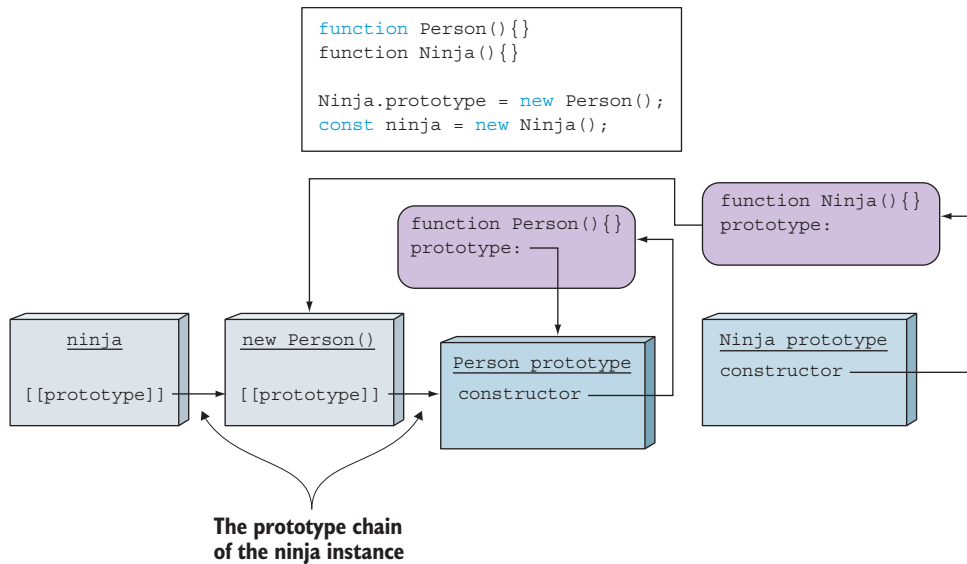 function Person(){}
function Ninja(){}
Ninja.prototype = new Person();
const ninja = new Ninja();
function Ninja(){}
prototype:
function Person(){}
prototype:
ninja
[[prototype]]
new Person()
[[prototype]]
Person prototype
constructor
Ninja prototype
constructor
The prototype chain
of the ninja instance